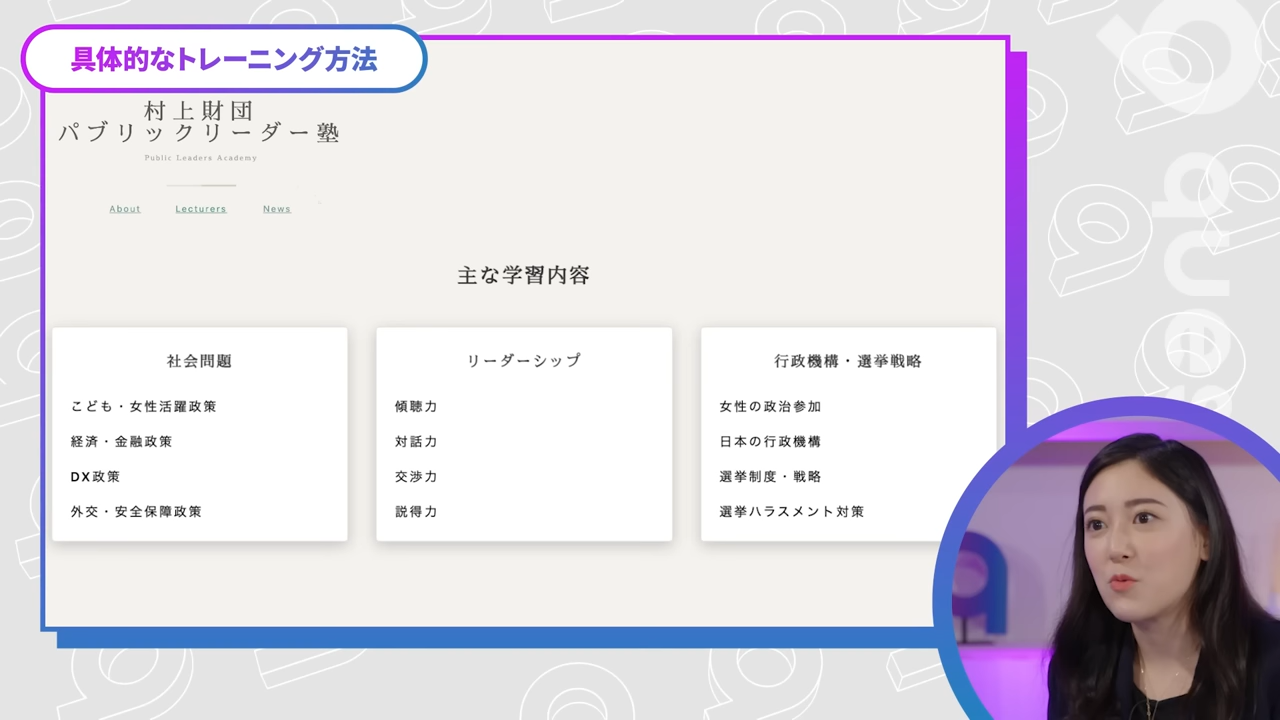 具体的なトレーニング方法
村上財団
パブリックリーダー塾
Public Leaders Academy
About Lecturers News
主な学習内容
社会問題
こども・女性活躍政策
経済・金融政策
DX政策
外交・安全保障政策
リーダーシップ
傾聴力
対話力
交渉力
説得力
行政機構・選挙戦略
女性の政治参加
日本の行政機構
選挙制度・戦略
選挙ハラスメント対策